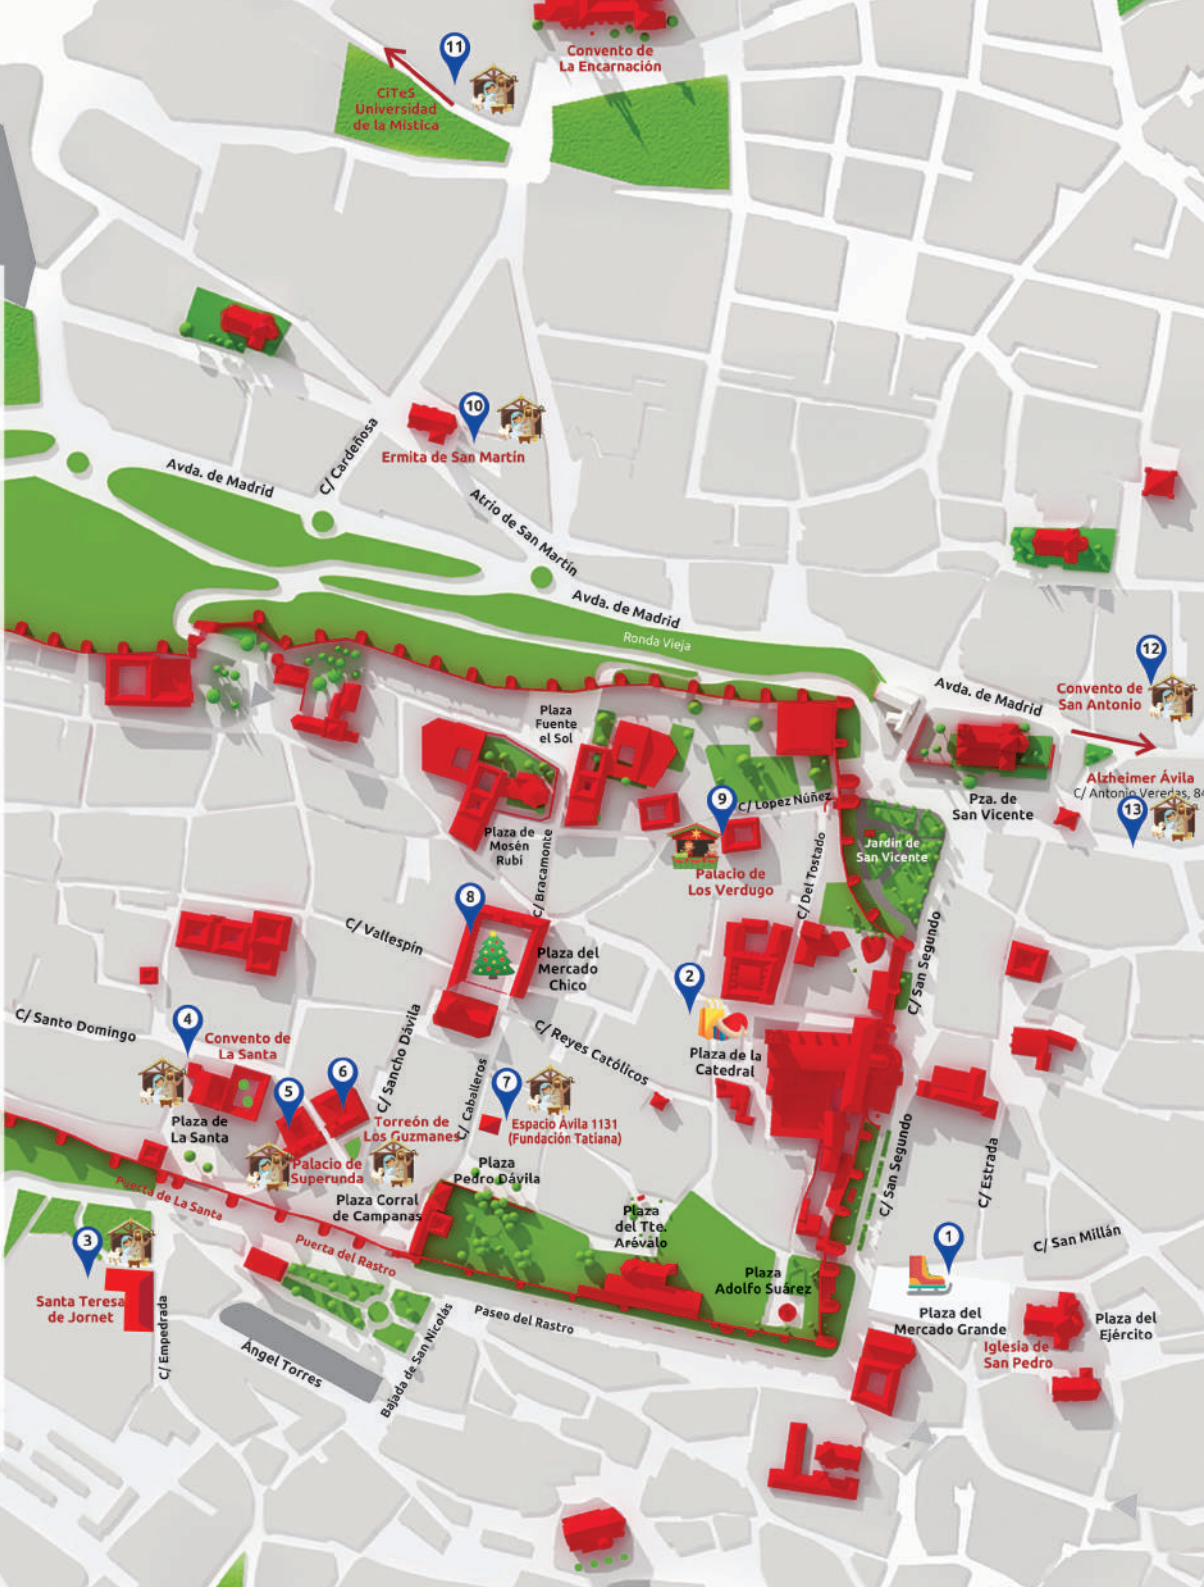 Convento de
La Encarnación
11
CiTeS
Universidad
de la Mística
10
Ermita de San Martín
C/ Cardeñosa
Avda. de Madrid
Atrio de San Martín
Avda. de Madrid
Ronda Vieja
12
Convento de
San Antonio
Avda. de Madrid
Alzheimer Ávila
C/ Antonio Veredas, 84
13
Pza. de
San Vicente
Plaza
Fuente
el Sol
9
C/ Lopez Núñez
Plaza de
Mosén
Rubí
C/ Bracamonte
Palacio de
Los Verdugo
C/ Del Tostado
Jardín de
San Vicente
8
C/ Vallespín
Plaza del
Mercado
Chico
C/ San Segundo
2
Plaza de la
Catedral
C/ Santo Domingo
4
Convento de
La Santa
C/ Sancho Dávila
C/ Reyes Católicos
5
6
7
C/ Caballeros
Plaza de
La Santa
Torreón de
Los Guzmanes
Espacio Ávila 1131
(Fundación Tatiana)
Palacio de
Superunda
Plaza
Pedro Dávila
C/ San Segundo
C/ Estrada
Puerta de La Santa
Plaza Corral
de Campanas
Plaza
del Tte.
Arévalo
3
Puerta del Rastro
1
C/ San Millán
Plaza
Adolfo Suárez
Santa Teresa
de Jornet
C/ Empedrada
Paseo del Rastro
Plaza del
Mercado Grande
Plaza del
Ejército
Iglesia de
San Pedro
Ángel Torres
Bajada de San Nicolás